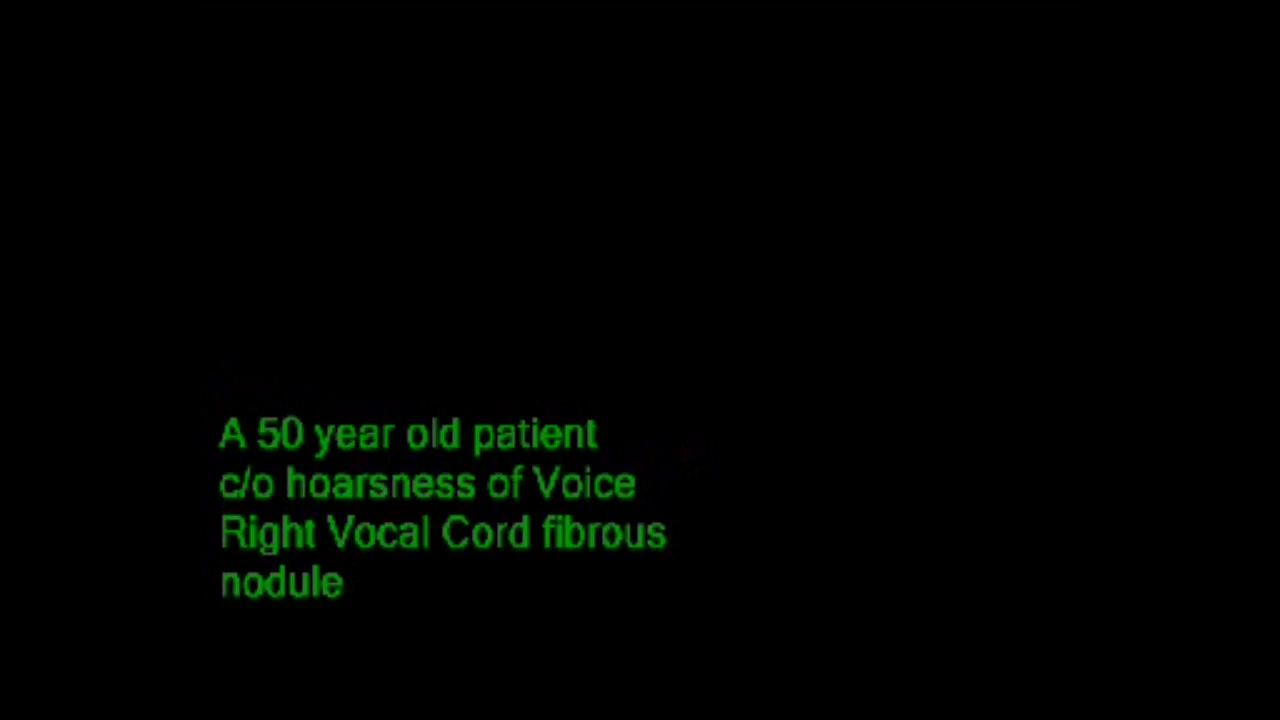 A 50 year old patient
c/o hoarsness of Voice
Right Vocal Cord fibrous
nodule